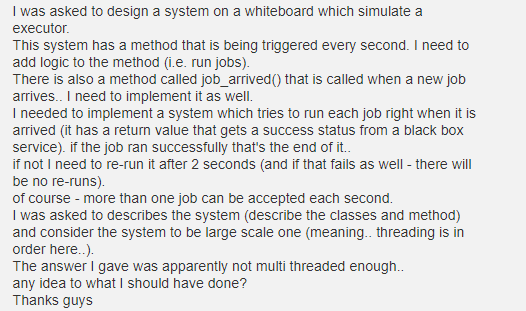 I was asked to design a system on a whiteboard which simulate a
executor.
This system has a method that is being triggered every second. I need to
add logic to the method (i.e. run jobs).
There is also a method called job_arrived() that is called when a new job
arrives.. I need to implement it as well.
I needed to implement a system which tries to run each job right when it is
arrived (it has a return value that gets a success status from a black box
service). if the job ran successfully that's the end of it..
if not I need to re-run it after 2 seconds (and if that fails as well - there will
be no re-runs).
of course - more than one job can be accepted each second.
I was asked to describes the system (describe the classes and method)
and consider the system to be large scale one (meaning.. threading is in
order here..).
The answer I gave was apparently not multi threaded enough..
any idea to what I should have done?
Thanks guys